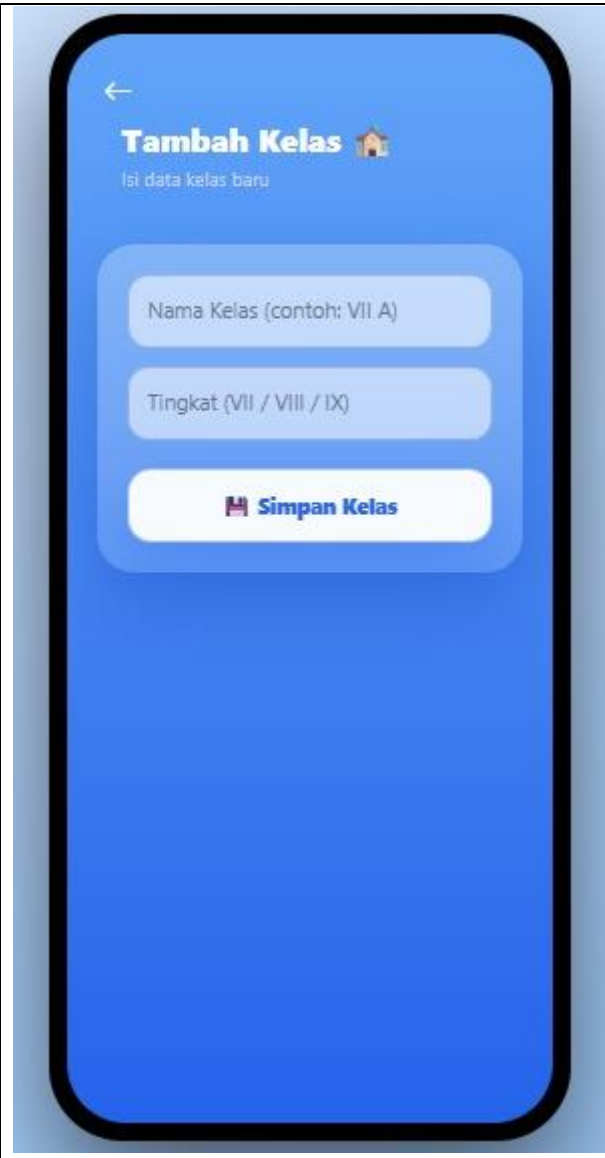 Tambah Kelas
Isi data kelas baru
Nama Kelas (contoh: VII A)
Tingkat (VII / VIII / IX)
Simpan Kelas